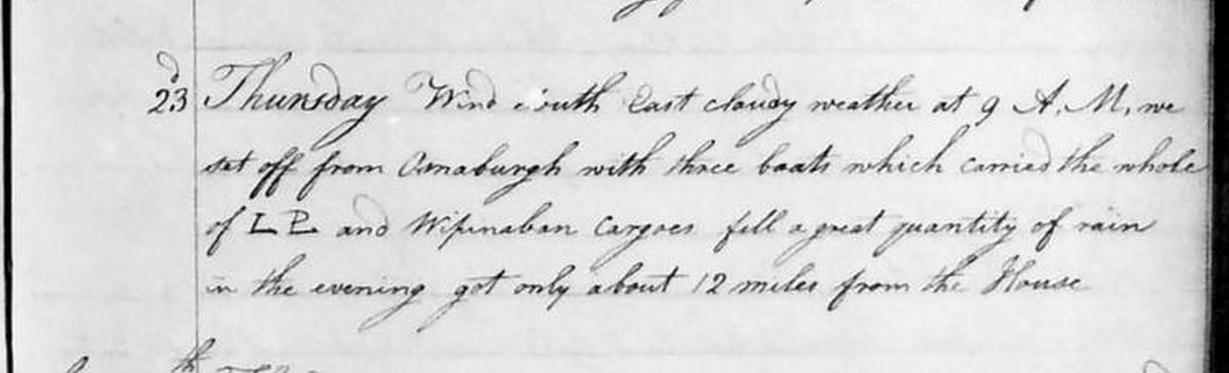 23d Thursday Wind South East cloudy weather at 9 A.M, we
set off from Osnaburgh with three boats which carried the whole
of L P and Wipinaban Cargoes fell a great quantity of rain
in the evening got only about 12 miles from the House